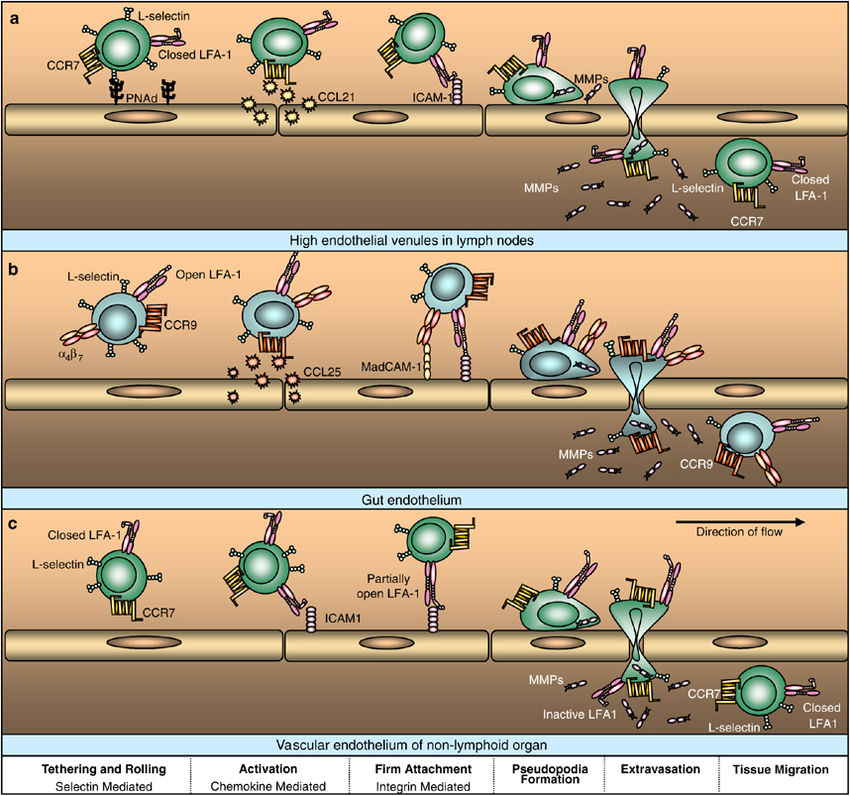 a
L-selectin
CCR7
Closed LFA-1
PNAd
CCL21
ICAM-1
MMPs
MMPs
L-selectin
Closed
LFA-1
CCR7
High endothelial venules in lymph nodes
b
L-selectin
Open LFA-1
CCR9
α4β7
CCL25
MadCAM-1
MMPs
CCR9
Gut endothelium
c
Closed LFA-1
L-selectin
CCR7
ICAM1
Partially
open LFA-1
Direction of flow
MMPs
Inactive LFA1
CCR7
L-selectin
Closed
LFA1
Vascular endothelium of non-lymphoid organ
Tethering and Rolling
Selectin Mediated
Activation
Chemokine Mediated
Firm Attachment
Integrin Mediated
Pseudopodia
Formation
Extravasation
Tissue Migration